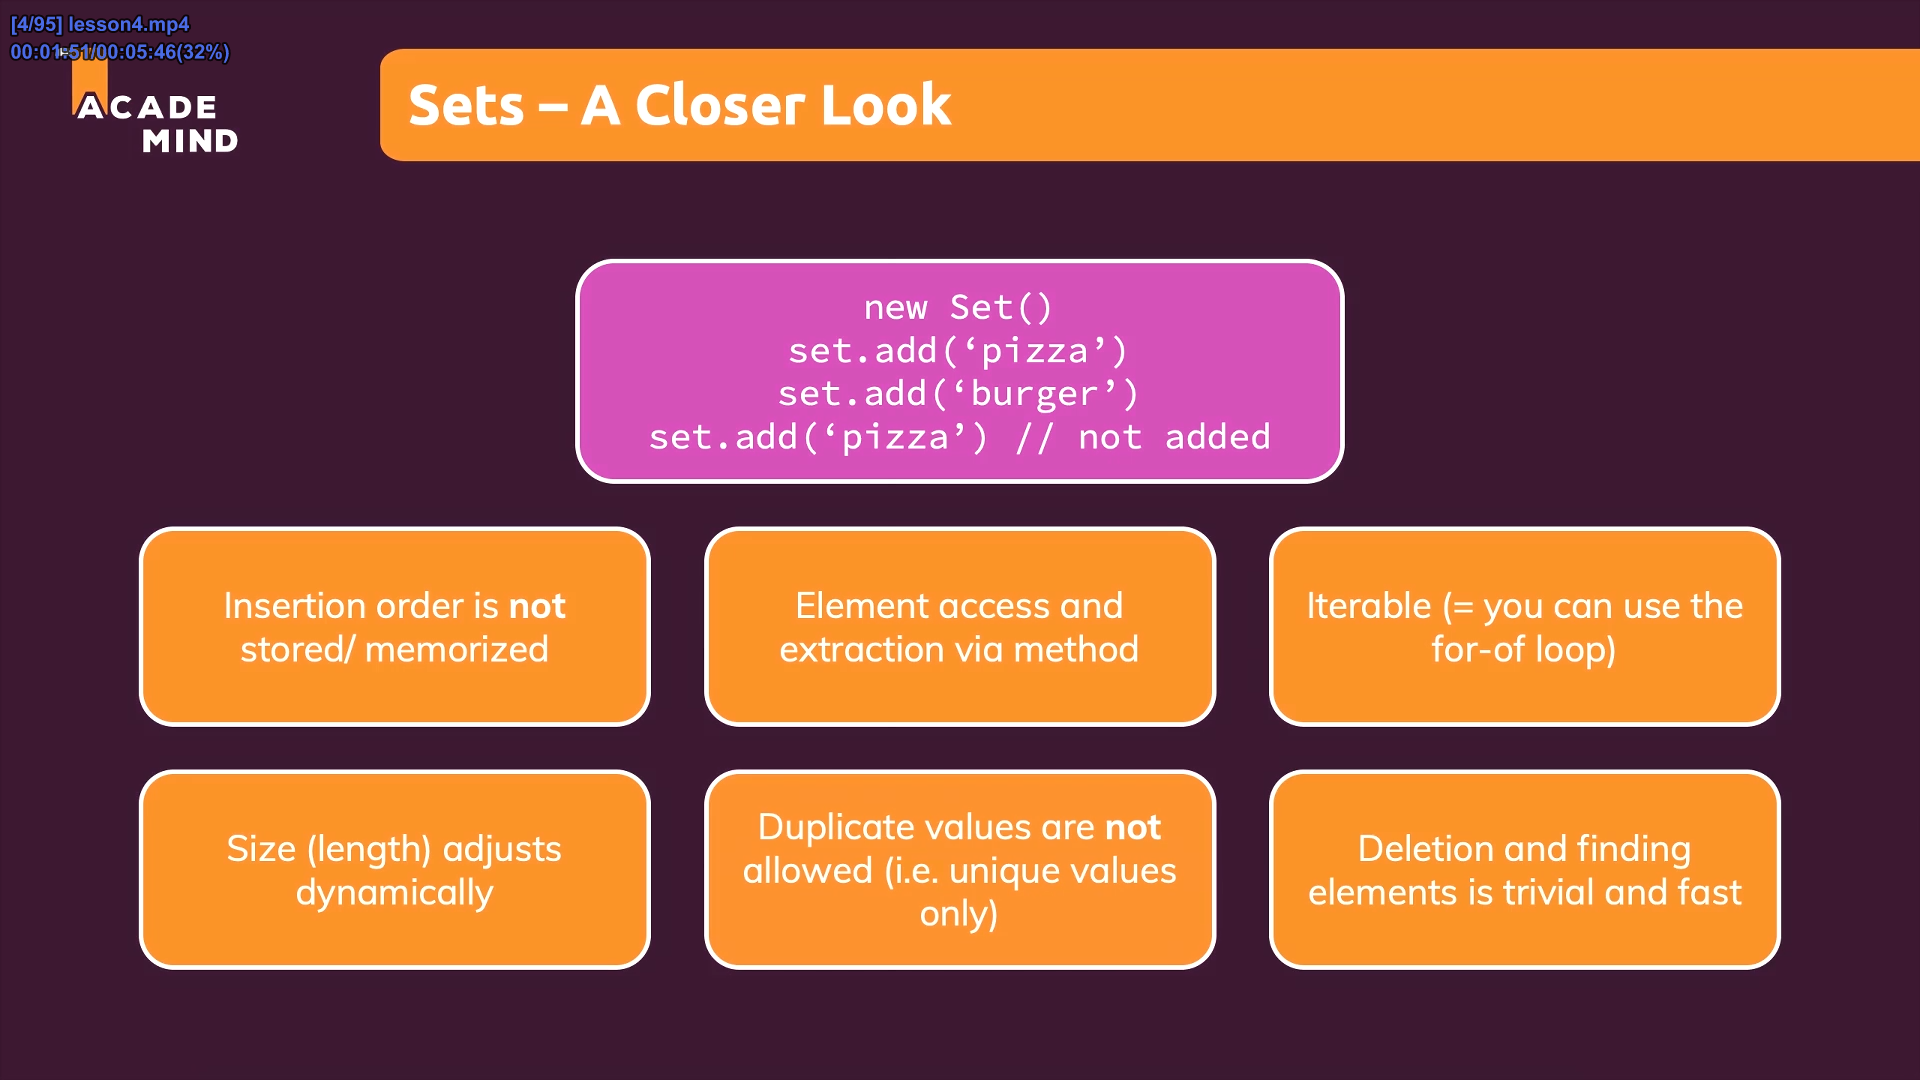 [4/95] lesson4.mp4
00:01:51/00:05:46(32%)
ACADE
MIND
Sets – A Closer Look
new Set()
set.add(‘pizza’)
set.add(‘burger’)
set.add(‘pizza’) // not added
Insertion order is not
stored/ memorized
Element access and
extraction via method
Iterable (= you can use the
for-of loop)
Size (length) adjusts
dynamically
Duplicate values are not
allowed (i.e. unique values
only)
Deletion and finding
elements is trivial and fast